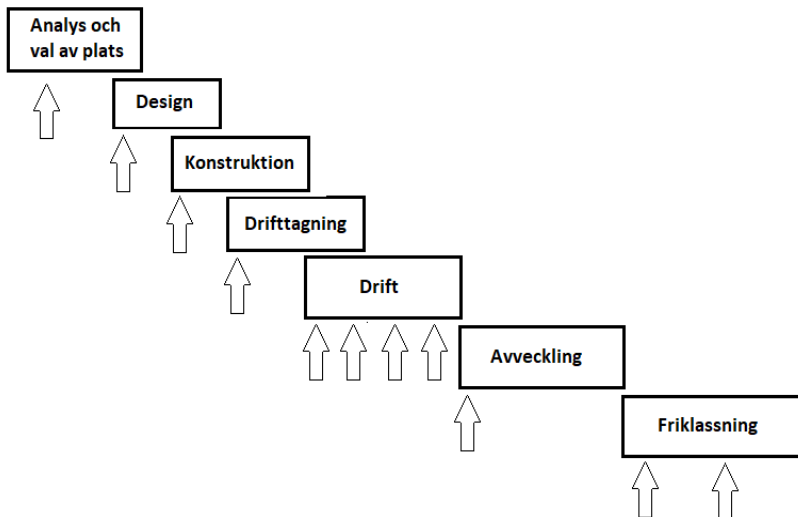 Analys och
val av plats
Design
Konstruktion
Drifttagning
Drift
Avveckling
Friklassning